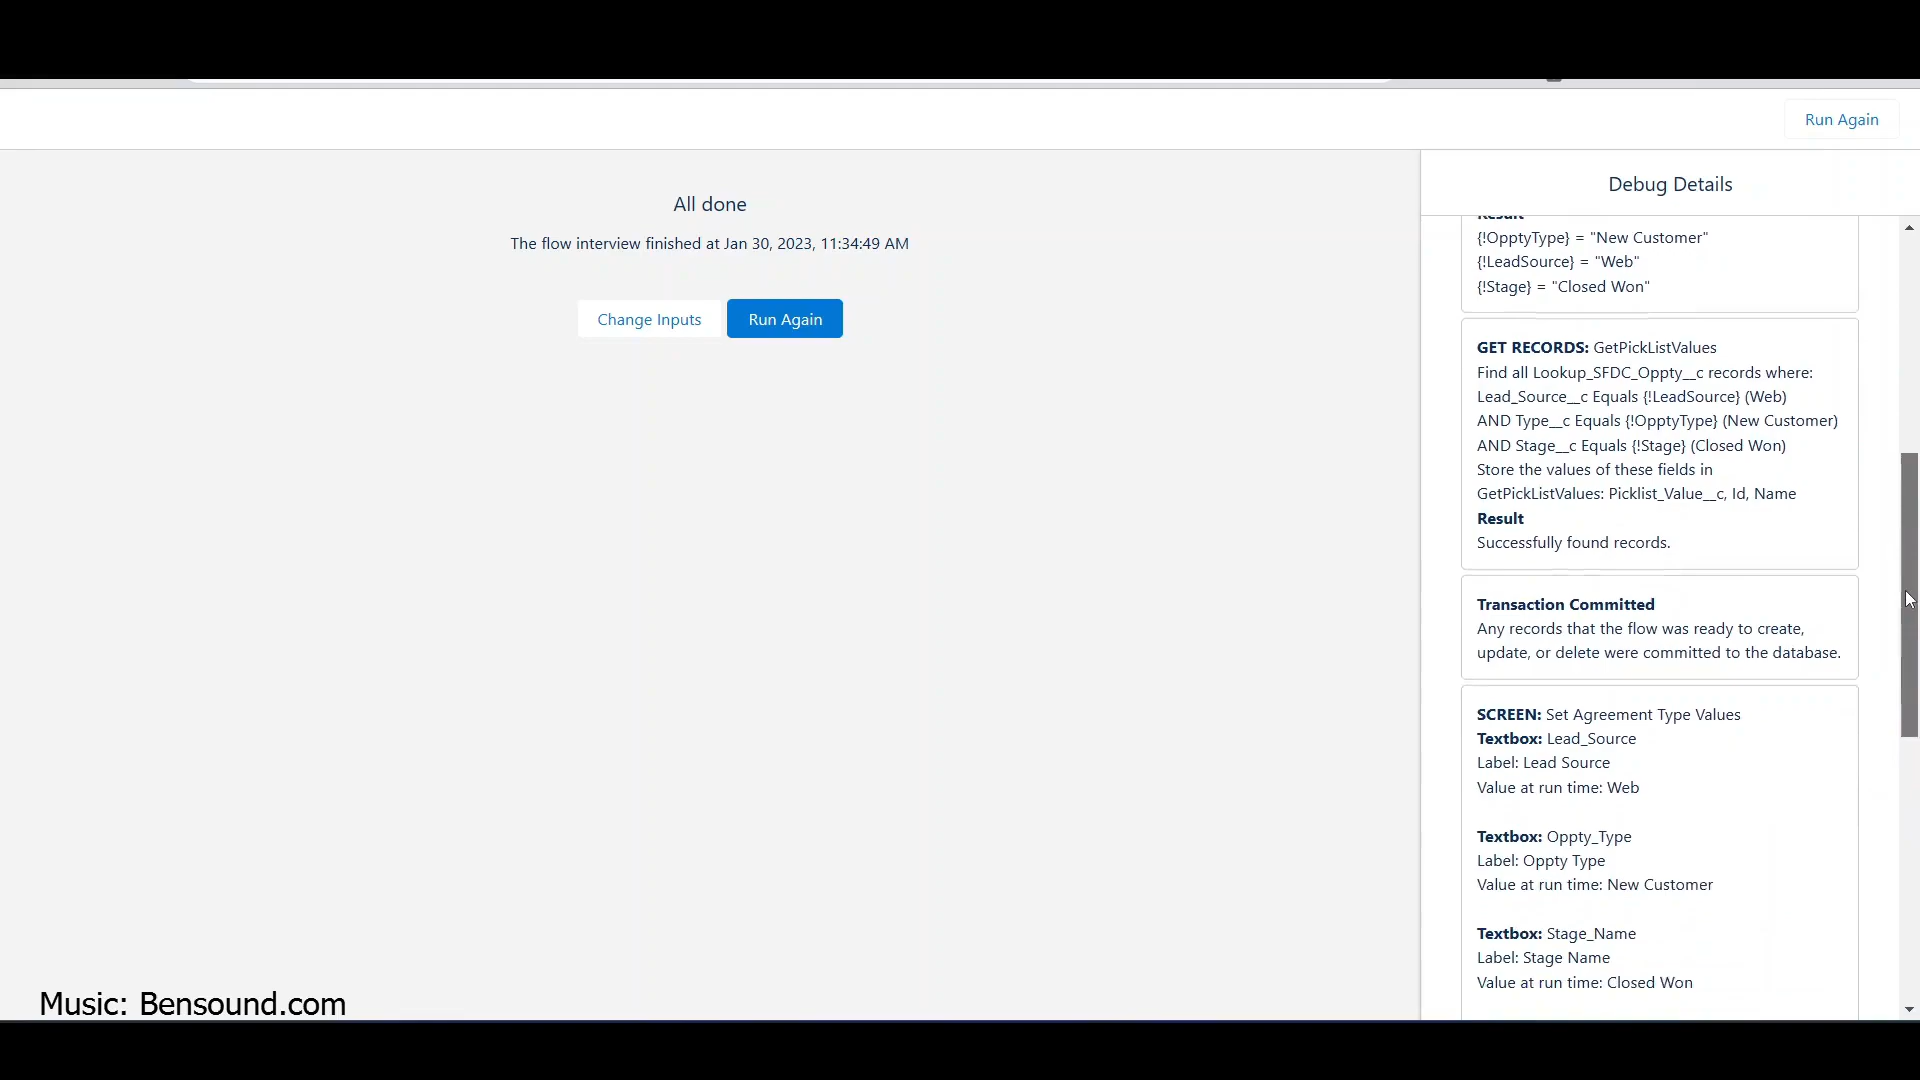 Run Again
All done
The flow interview finished at Jan 30, 2023, 11:34:49 AM
Change Inputs
Run Again
Debug Details
Result
{!OpptyType} = "New Customer"
{!LeadSource} = "Web"
{!Stage} = "Closed Won"
GET RECORDS: GetPickListValues
Find all Lookup_SFDC_Oppty__c records where:
Lead_Source__c Equals {!LeadSource} (Web)
AND Type__c Equals {!OpptyType} (New Customer)
AND Stage__c Equals {!Stage} (Closed Won)
Store the values of these fields in
GetPickListValues: Picklist_Value__c, Id, Name
Result
Successfully found records.
Transaction Committed
Any records that the flow was ready to create,
update, or delete were committed to the database.
SCREEN: Set Agreement Type Values
Textbox: Lead_Source
Label: Lead Source
Value at run time: Web
Textbox: Oppty_Type
Label: Oppty Type
Value at run time: New Customer
Textbox: Stage_Name
Label: Stage Name
Value at run time: Closed Won
Music: Bensound.com